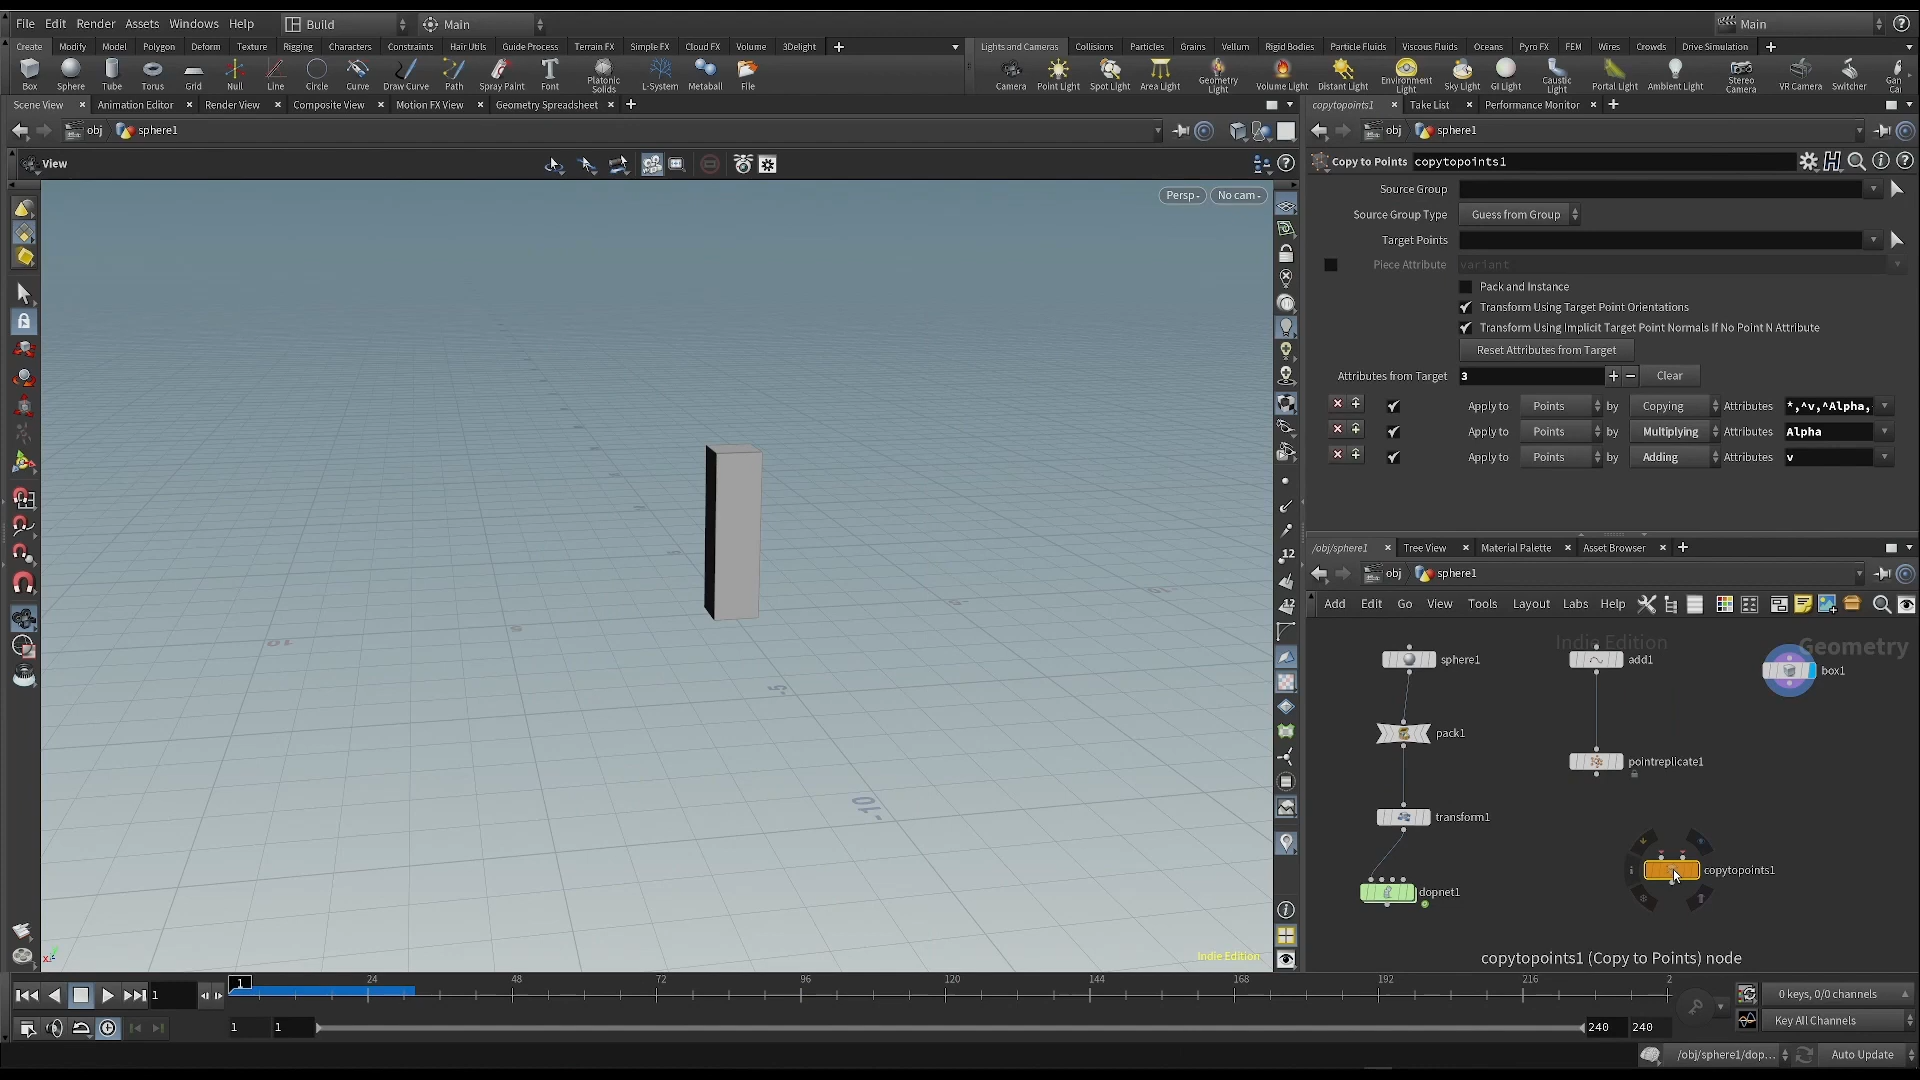 File Edit Render Assets Windows Help Build Main Main
Create Modify Model Polygon Deform Texture Rigging Characters Constraints Hair Utils Guide Process Terrain FX Simple FX Cloud FX Volume 3Delight
Lights and Cameras Collisions Particles Grains Vellum Rigid Bodies Particle Fluids Viscous Fluids Oceans Pyro FX FEM Wires Crowds Drive Simulation
Box Sphere Tube Torus Grid Null Line Circle Curve Draw Curve Path Spray Paint Font Platonic Solids L-System Metaball File
Camera Point Light Spot Light Area Light Geometry Light Volume Light Distant Light Environment Light Sky Light GI Light Caustic Light Portal Light Ambient Light Stereo Camera VR Camera Switcher
Scene View Animation Editor Render View Composite View Motion FX View Geometry Spreadsheet
copytopoints1 Take List Performance Monitor
obj sphere1
obj sphere1
View
Persp No cam
Copy to Points copytopoints1
Source Group
Source Group Type Guess from Group
Target Points
Piece Attribute variant
Pack and Instance
Transform Using Target Point Orientations
Transform Using Implicit Target Point Normals If No Point N Attribute
Reset Attributes from Target
Attributes from Target 3 Clear
Apply to Points by Copying Attributes *,^v,^Alpha,
Apply to Points by Multiplying Attributes Alpha
Apply to Points by Adding Attributes v
/obj/sphere1 Tree View Material Palette Asset Browser
obj sphere1
Add Edit Go View Tools Layout Labs Help
Indie Edition
Geometry
sphere1
add1
box1
pack1
pointreplicate1
transform1
copytopoints1
dopnet1
copytopoints1 (Copy to Points) node
12
12
10
5
-5
-10
Indie Edition
1 24 48 72 96 120 144 168 192 216 2
1
0 keys, 0/0 channels
1 1 240 240
Key All Channels
/obj/sphere1/dop... Auto Update